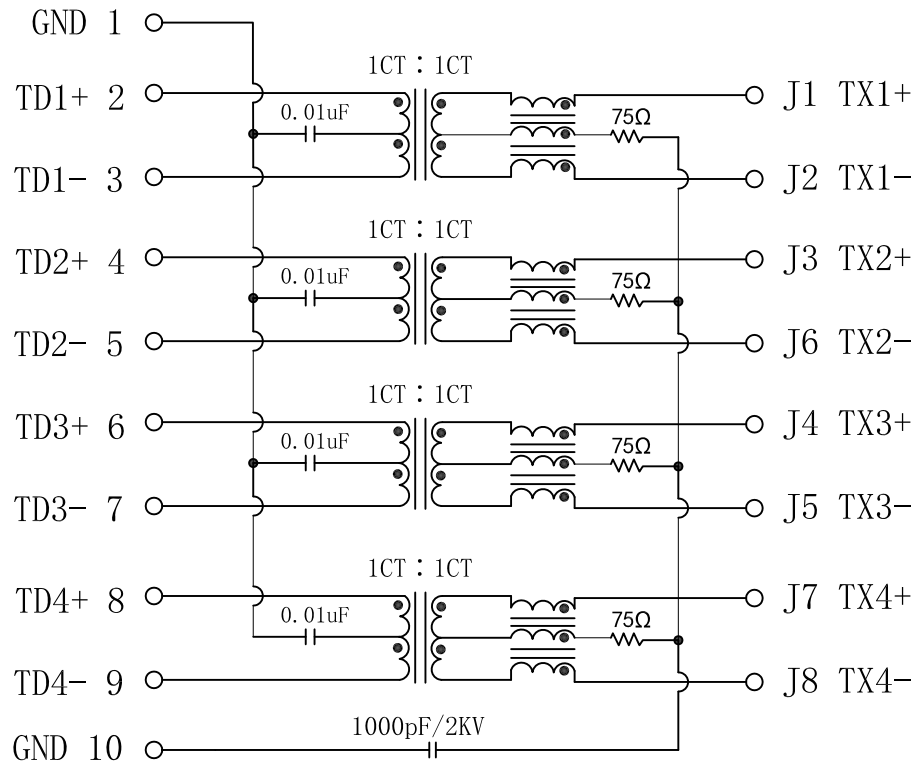 GND 1
1CT : 1CT
TD1+ 2
0.01uF
75Ω
J1 TX1+
TD1- 3
J2 TX1-
1CT : 1CT
TD2+ 4
0.01uF
75Ω
J3 TX2+
TD2- 5
J6 TX2-
1CT : 1CT
TD3+ 6
0.01uF
75Ω
J4 TX3+
TD3- 7
J5 TX3-
1CT : 1CT
TD4+ 8
0.01uF
75Ω
J7 TX4+
TD4- 9
J8 TX4-
1000pF/2KV
GND 10